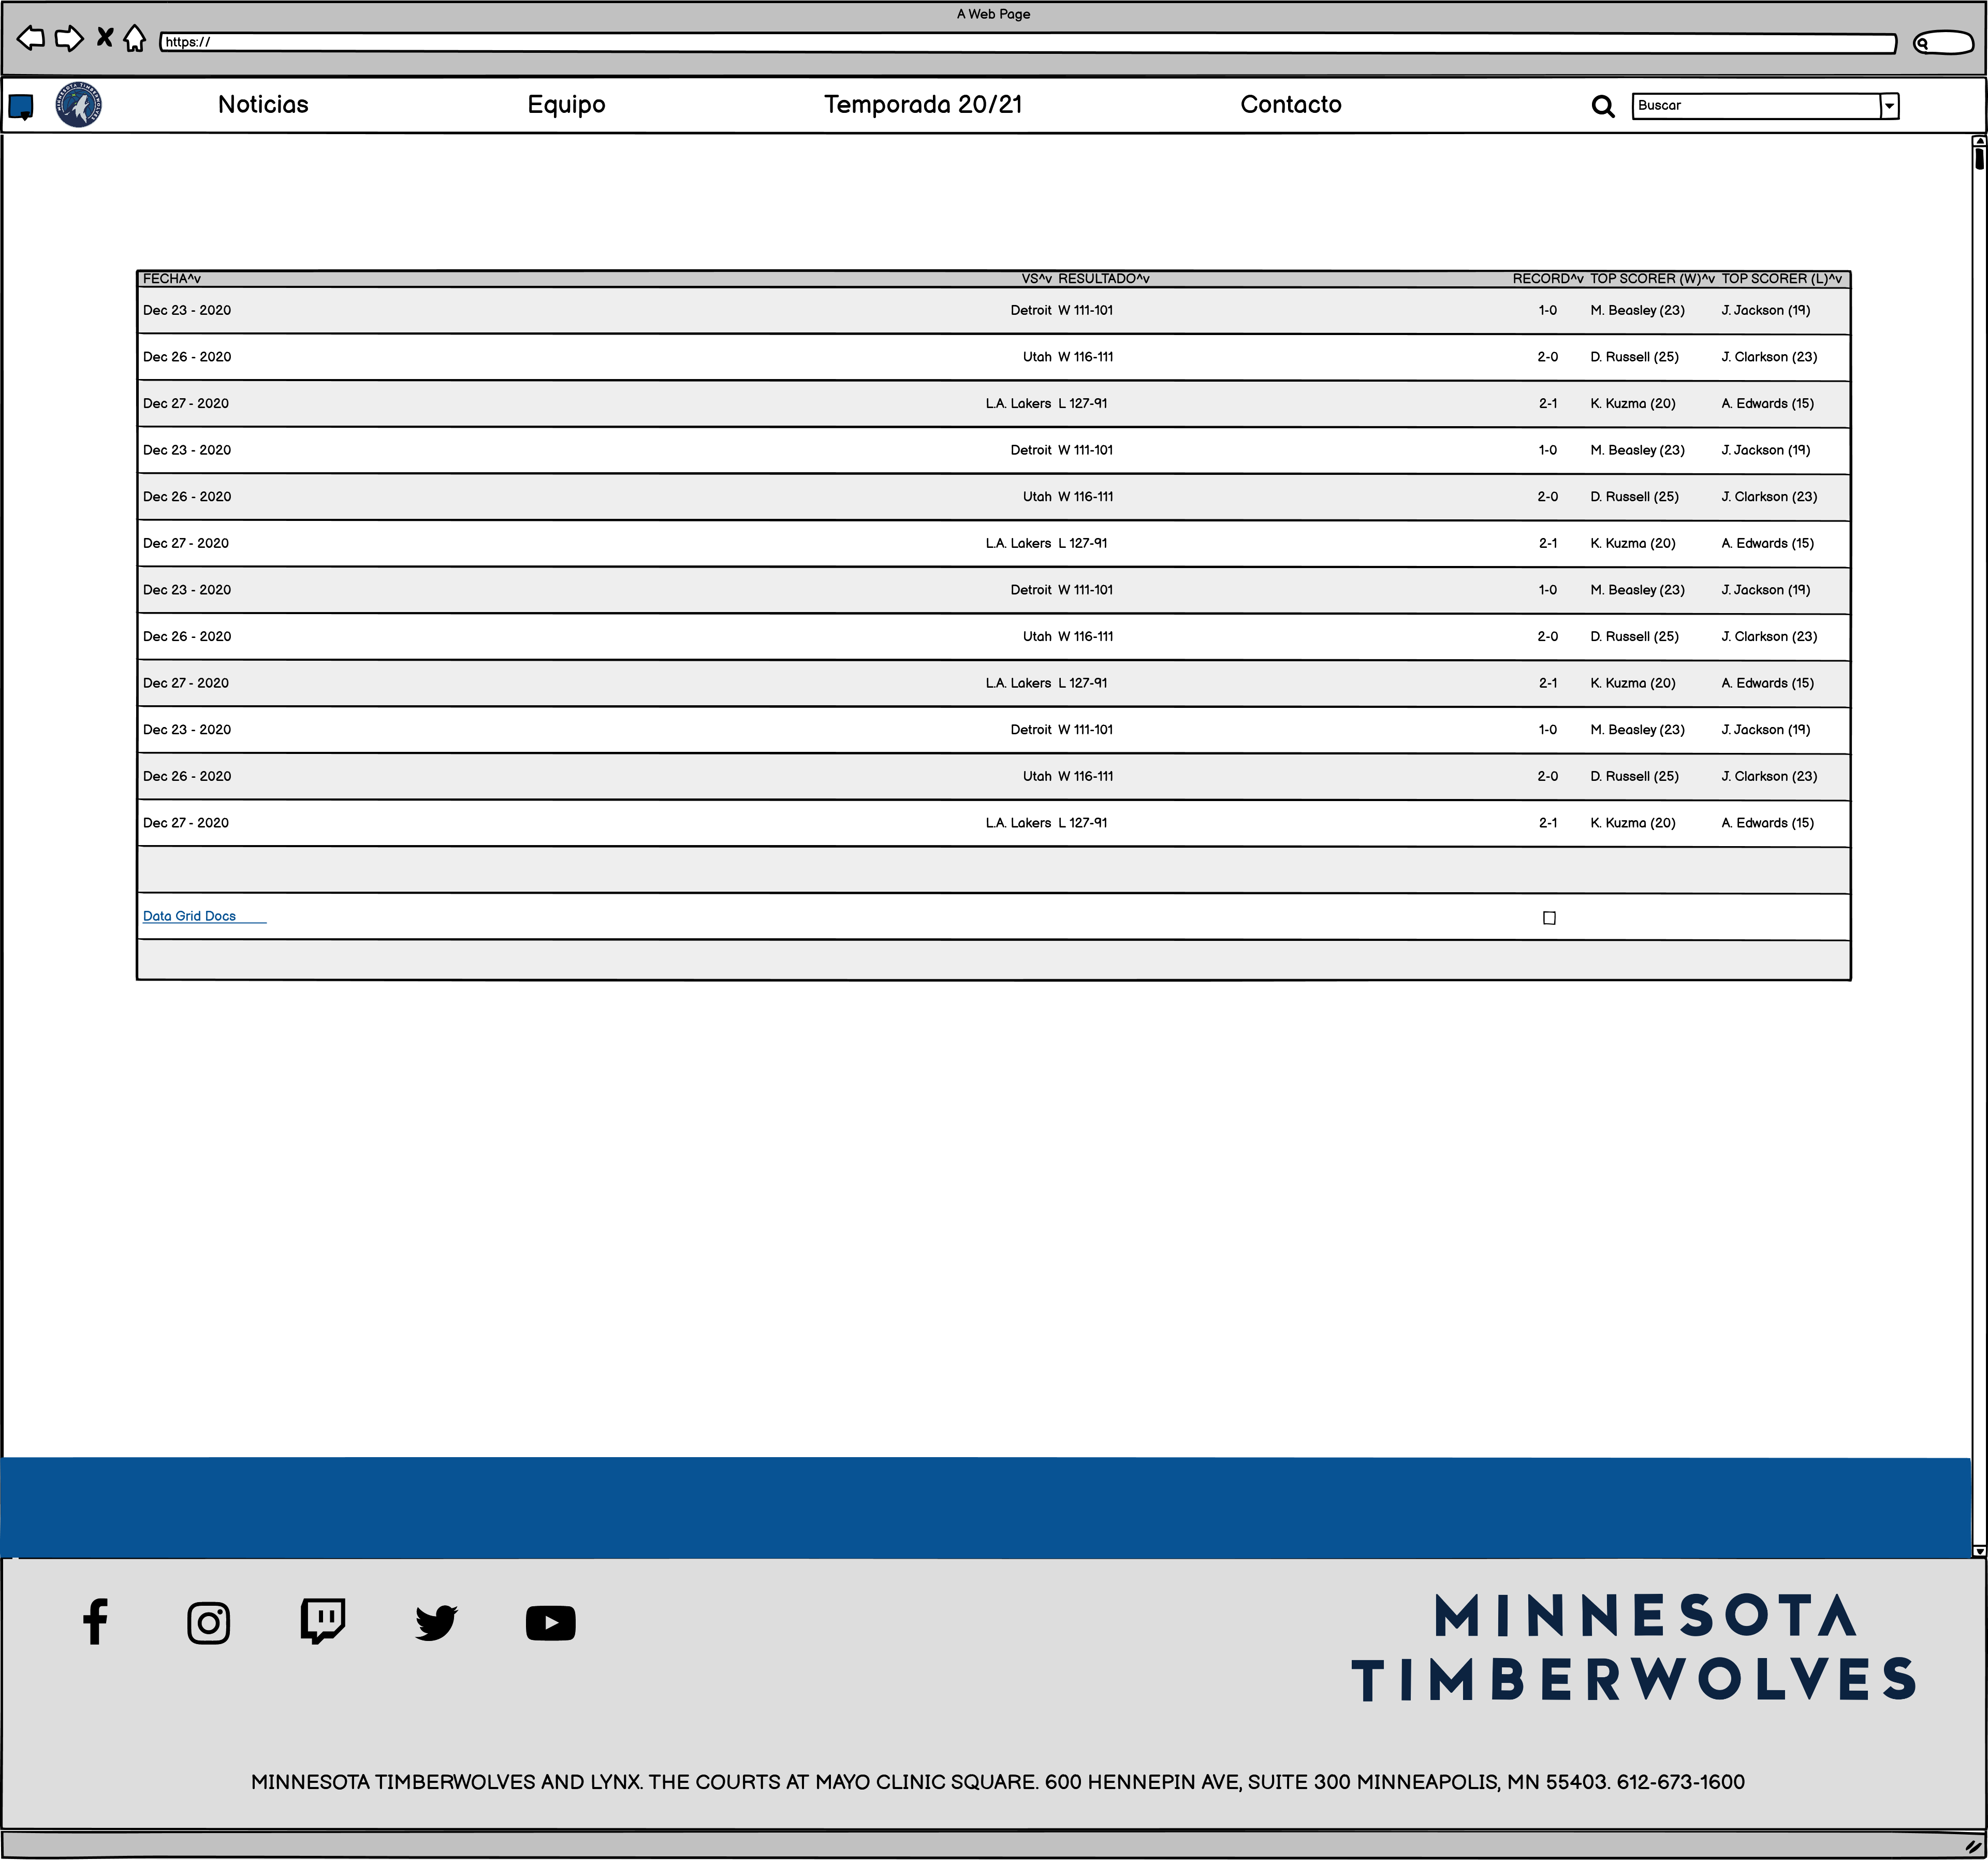 A Web Page
https://
Noticias Equipo Temporada 20/21 Contacto Buscar
MINNESOTA TIMBERWOLVES
FECHA^v VS^v RESULTADO^v RECORD^v TOP SCORER (W)^v TOP SCORER (L)^v
Dec 23 - 2020 Detroit W 111-101 1-0 M. Beasley (23) J. Jackson (19)
Dec 26 - 2020 Utah W 116-111 2-0 D. Russell (25) J. Clarkson (23)
Dec 27 - 2020 L.A. Lakers L 127-91 2-1 K. Kuzma (20) A. Edwards (15)
Dec 23 - 2020 Detroit W 111-101 1-0 M. Beasley (23) J. Jackson (19)
Dec 26 - 2020 Utah W 116-111 2-0 D. Russell (25) J. Clarkson (23)
Dec 27 - 2020 L.A. Lakers L 127-91 2-1 K. Kuzma (20) A. Edwards (15)
Dec 23 - 2020 Detroit W 111-101 1-0 M. Beasley (23) J. Jackson (19)
Dec 26 - 2020 Utah W 116-111 2-0 D. Russell (25) J. Clarkson (23)
Dec 27 - 2020 L.A. Lakers L 127-91 2-1 K. Kuzma (20) A. Edwards (15)
Dec 23 - 2020 Detroit W 111-101 1-0 M. Beasley (23) J. Jackson (19)
Dec 26 - 2020 Utah W 116-111 2-0 D. Russell (25) J. Clarkson (23)
Dec 27 - 2020 L.A. Lakers L 127-91 2-1 K. Kuzma (20) A. Edwards (15)
Data Grid Docs
MINNESOTA
TIMBERWOLVES
MINNESOTA TIMBERWOLVES AND LYNX. THE COURTS AT MAYO CLINIC SQUARE. 600 HENNEPIN AVE, SUITE 300 MINNEAPOLIS, MN 55403. 612-673-1600